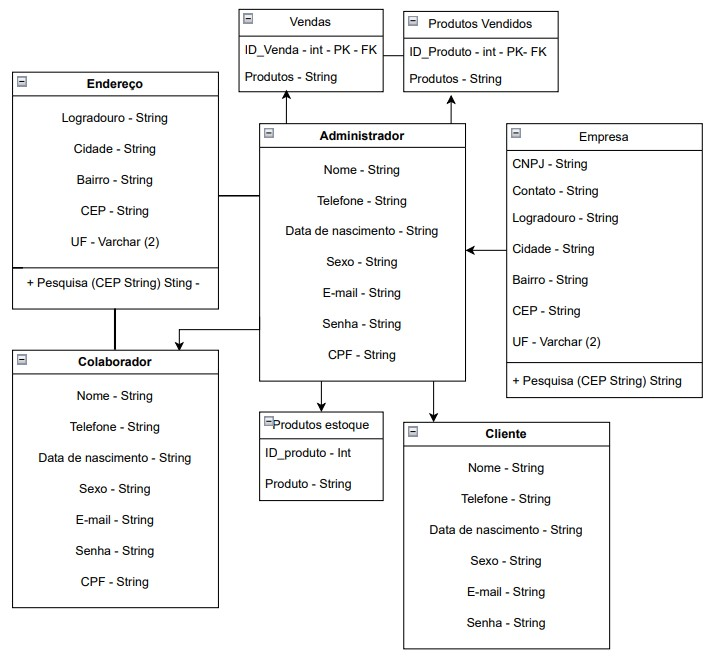 Vendas
ID_Venda - int - PK - FK
Produtos - String
Produtos Vendidos
ID_Produto - int - PK- FK
Produtos - String
Endereço
Logradouro - String
Cidade - String
Bairro - String
CEP - String
UF - Varchar (2)
+ Pesquisa (CEP String) Sting -
Administrador
Nome - String
Telefone - String
Data de nascimento - String
Sexo - String
E-mail - String
Senha - String
CPF - String
Empresa
CNPJ - String
Contato - String
Logradouro - String
Cidade - String
Bairro - String
CEP - String
UF - Varchar (2)
+ Pesquisa (CEP String) String
Colaborador
Nome - String
Telefone - String
Data de nascimento - String
Sexo - String
E-mail - String
Senha - String
CPF - String
Produtos estoque
ID_produto - Int
Produto - String
Cliente
Nome - String
Telefone - String
Data de nascimento - String
Sexo - String
E-mail - String
Senha - String